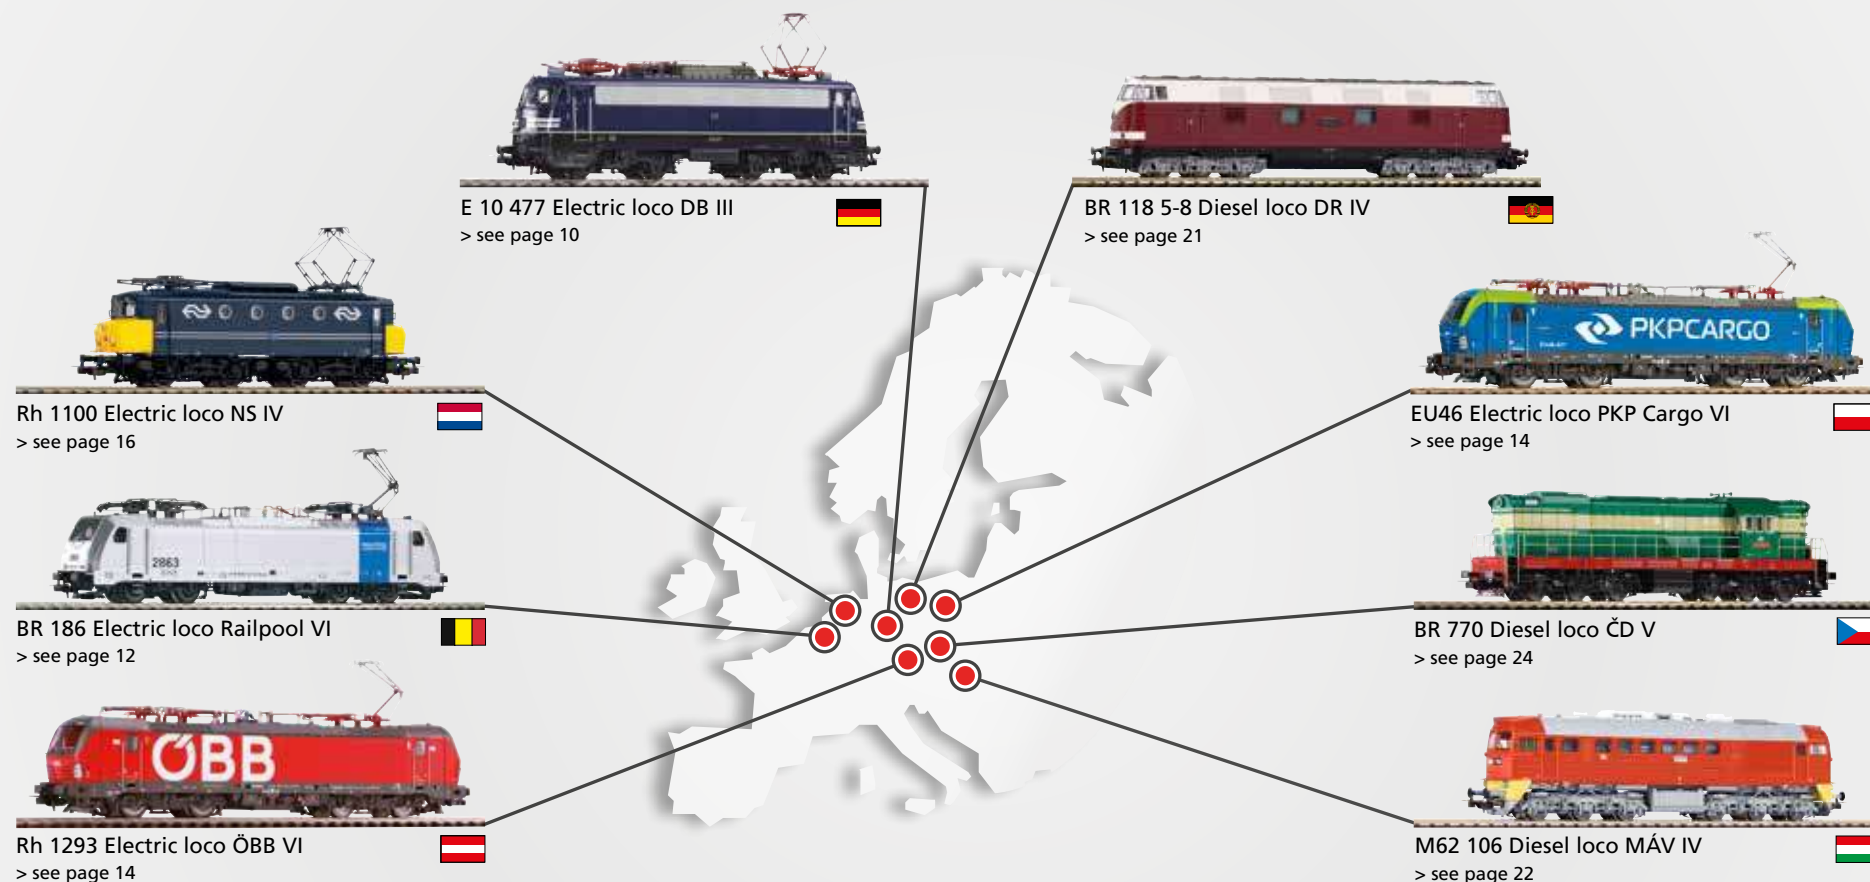 E 10 477 Electric loco DB III
> see page 10
BR 118 5-8 Diesel loco DR IV
> see page 21
Rh 1100 Electric loco NS IV
> see page 16
PKPCARGO
EU46 Electric loco PKP Cargo VI
> see page 14
2863
BR 186 Electric loco Railpool VI
> see page 12
BR 770 Diesel loco ČD V
> see page 24
ÖBB
Rh 1293 Electric loco ÖBB VI
> see page 14
M62 106 Diesel loco MÁV IV
> see page 22